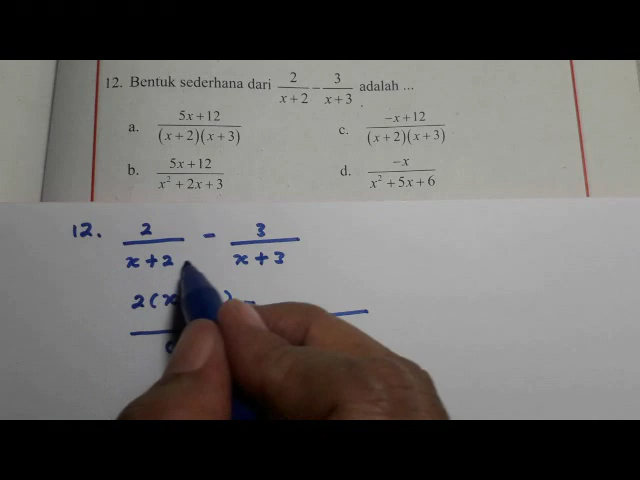 12. Bentuk sederhana dari 2/(x+2) − 3/(x+3) adalah ...
a. (5x+12)/((x+2)(x+3))
c. (−x+12)/((x+2)(x+3))
b. (5x+12)/(x²+2x+3)
d. (−x)/(x²+5x+6)
12. 2/(x+2) − 3/(x+3)
2(x ) −